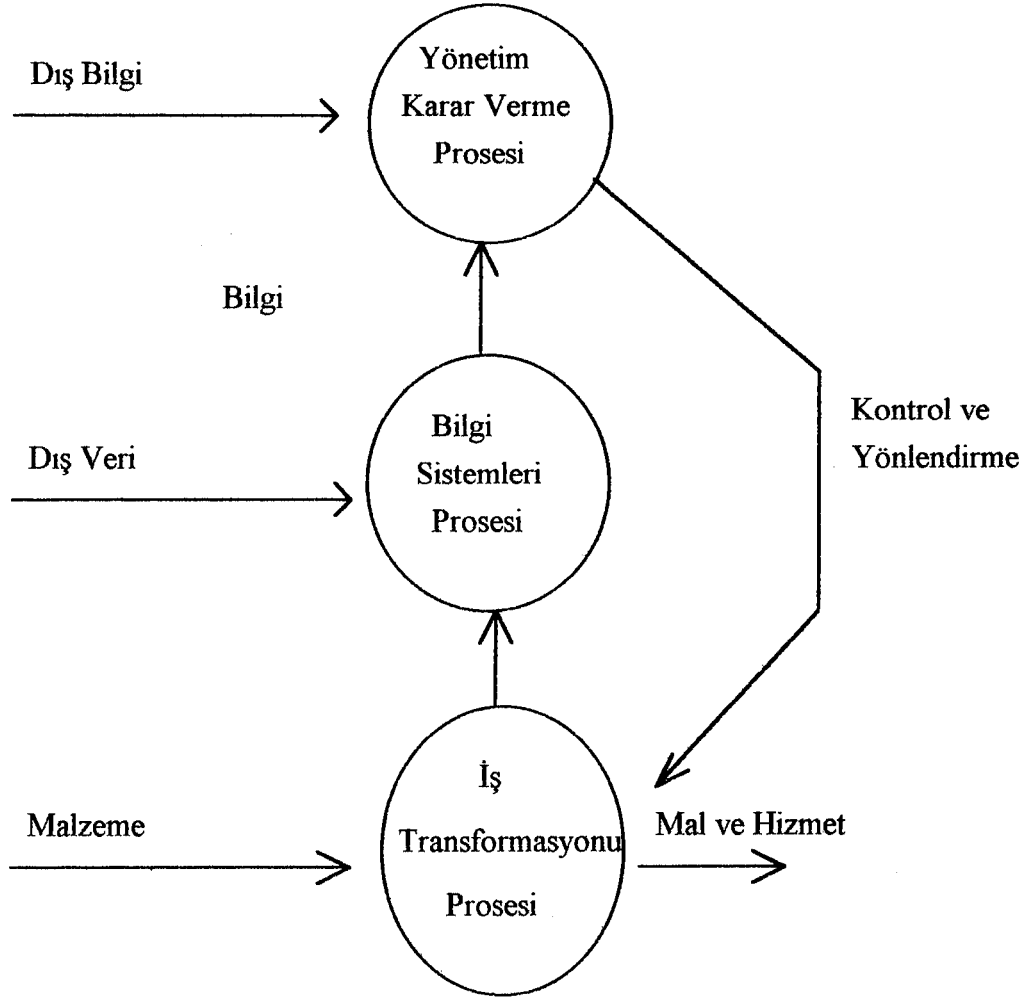 Yönetim
Karar Verme
Prosesi
Dış Bilgi
Bilgi
Bilgi
Sistemleri
Prosesi
Dış Veri
Kontrol ve
Yönlendirme
İş
Transformasyonu
Prosesi
Malzeme
Mal ve Hizmet